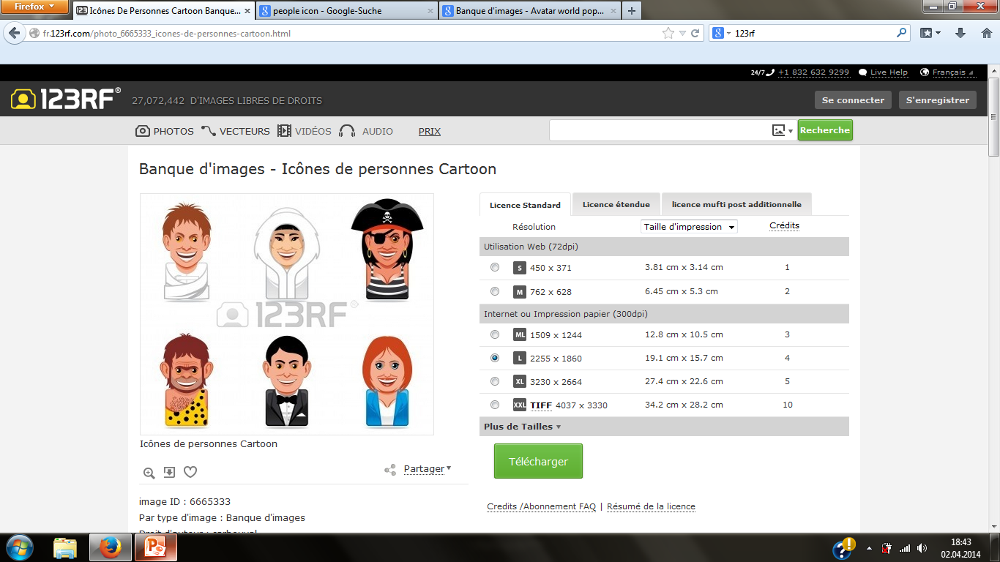 Firefox
Icônes De Personnes Cartoon Banque...
people icon - Google-Suche
Banque d'images - Avatar world pop...
fr.123rf.com/photo_6665333_icones-de-personnes-cartoon.html
123rf
24/7 +1 832 632 9299 Live Help Français
123RF® 27,072,442 D'IMAGES LIBRES DE DROITS Se connecter S'enregistrer
PHOTOS VECTEURS VIDÉOS AUDIO PRIX Recherche
Banque d'images - Icônes de personnes Cartoon
123RF
Icônes de personnes Cartoon
Partager
image ID : 6665333
Par type d'image : Banque d'images
Licence Standard Licence étendue licence mufti post additionnelle
Résolution Taille d'impression Crédits
Utilisation Web (72dpi)
S 450 x 371 3.81 cm x 3.14 cm 1
M 762 x 628 6.45 cm x 5.3 cm 2
Internet ou Impression papier (300dpi)
ML 1509 x 1244 12.8 cm x 10.5 cm 3
L 2255 x 1860 19.1 cm x 15.7 cm 4
XL 3230 x 2664 27.4 cm x 22.6 cm 5
XXL TIFF 4037 x 3330 34.2 cm x 28.2 cm 10
Plus de Tailles
Télécharger
Credits /Abonnement FAQ | Résumé de la licence
18:43
02.04.2014